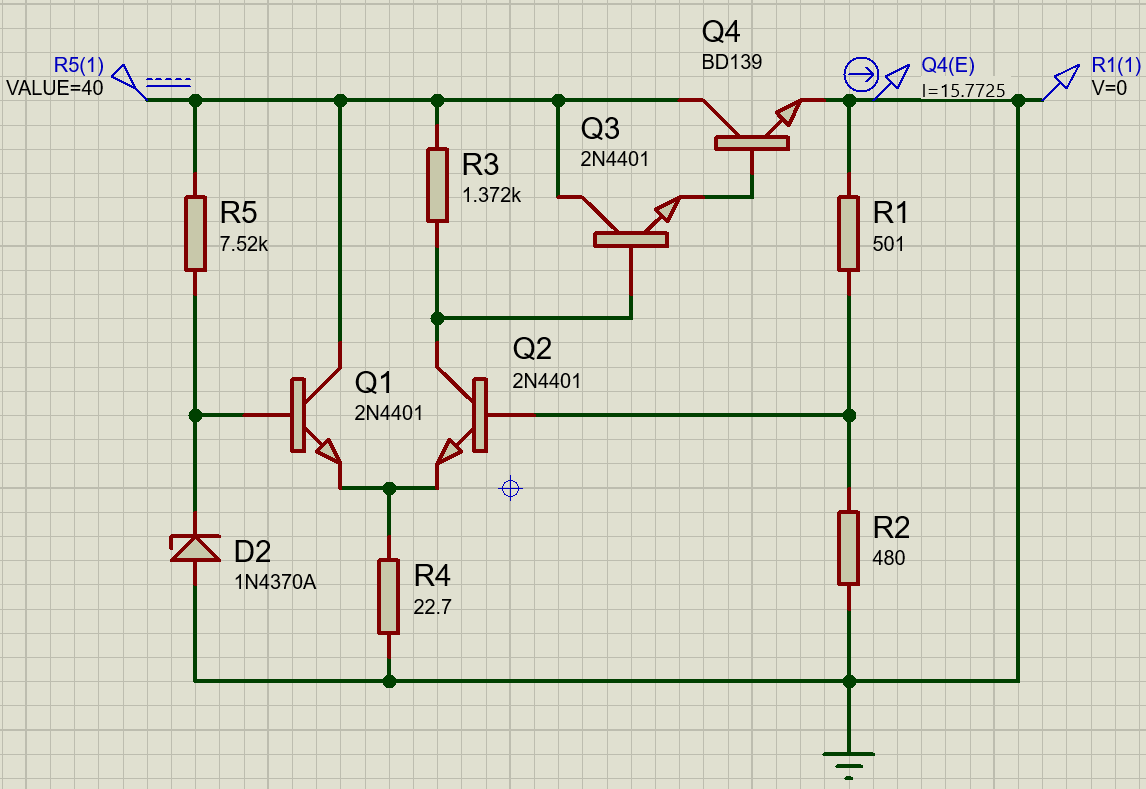 Q4
BD139
R5(1)
VALUE=40
Q4(E)
I=15.7725
R1(1)
V=0
Q3
2N4401
R3
1.372k
R5
7.52k
R1
501
Q2
2N4401
Q1
2N4401
D2
1N4370A
R4
22.7
R2
480